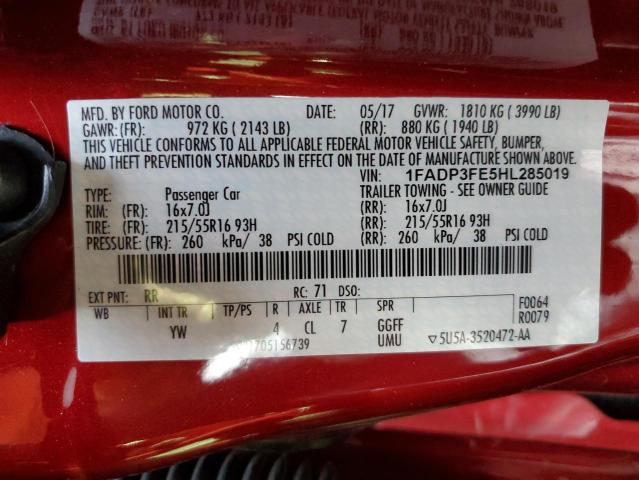 MFD. BY FORD MOTOR CO. DATE: 05/17 GVWR: 1810 KG ( 3990 LB)
GAWR:(FR): 972 KG ( 2143 LB) (RR): 880 KG ( 1940 LB)
THIS VEHICLE CONFORMS TO ALL APPLICABLE FEDERAL MOTOR VEHICLE SAFETY, BUMPER,
AND THEFT PREVENTION STANDARDS IN EFFECT ON THE DATE OF MANUFACTURE SHOWN ABOVE.
VIN: 1FADP3FE5HL285019
TYPE: Passenger Car TRAILER TOWING - SEE OWNER GUIDE
RIM: (FR): 16x7.0J (RR): 16x7.0J
TIRE: (FR): 215/55R16 93H (RR): 215/55R16 93H
PRESSURE: (FR): 260 kPa/ 38 PSI COLD (RR): 260 kPa/ 38 PSI COLD
EXT PNT: RR RC: 71 DSO:
WB INT TR TP/PS R AXLE TR SPR F0064
YW 4 CL 7 GGFF R0079
UMU ▽5U5A-3520472-AA